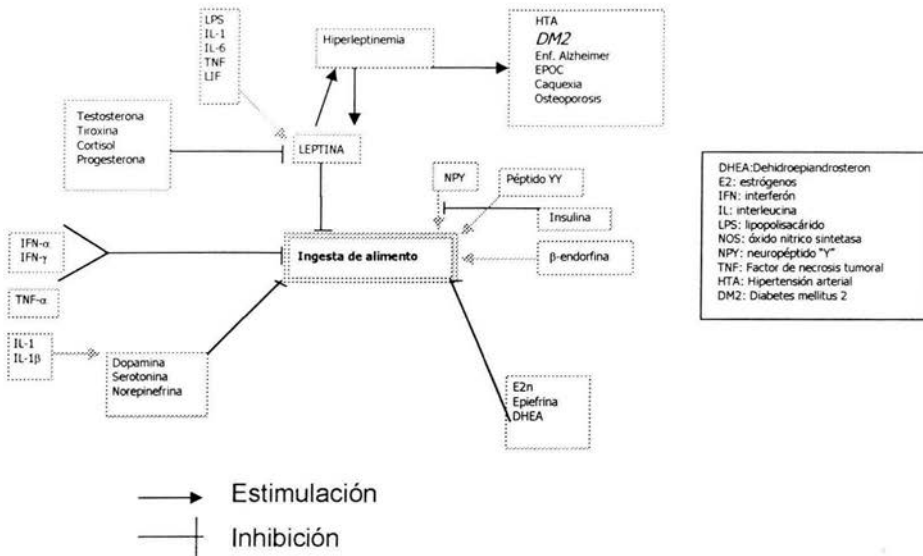 LPS
IL-1
IL-6
TNF
LIF
Hiperleptinemia
HTA
DM2
Enf. Alzheimer
EPOC
Caquexia
Osteoporosis
Testosterona
Tiroxina
Cortisol
Progesterona
LEPTINA
NPY
Péptido YY
Insulina
DHEA:Dehidroepiandrosteron
E2: estrógenos
IFN: interferón
IL: interleucina
LPS: lipopolisacárido
NOS: óxido nitrico sintetasa
NPY: neuropéptido "Y"
TNF: Factor de necrosis tumoral
HTA: Hipertensión arterial
DM2: Diabetes mellitus 2
IFN-α
IFN-γ
Ingesta de alimento
β-endorfina
TNF-α
IL-1
IL-1β
Dopamina
Serotonina
Norepinefrina
E2n
Epiefrina
DHEA
Estimulación
Inhibición